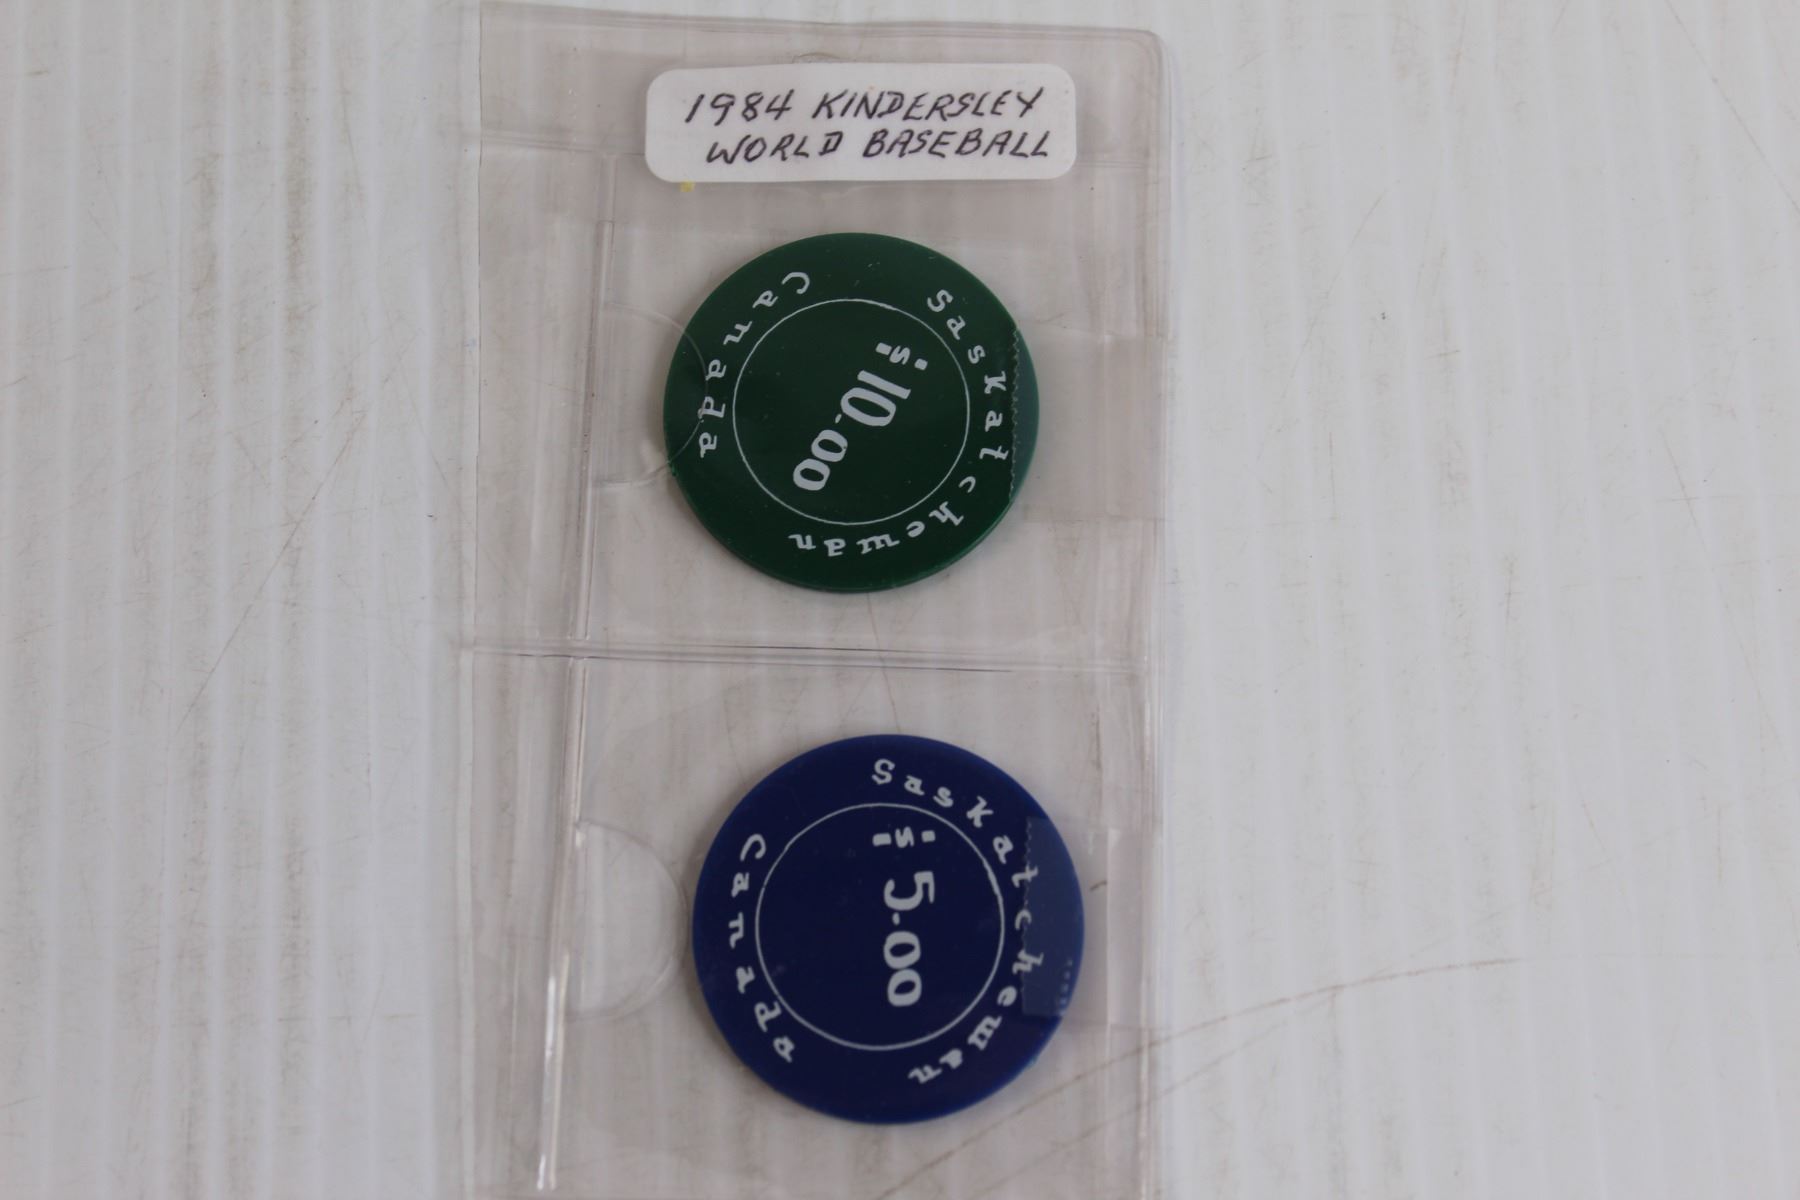 1984 KINDERSLEY
WORLD BASEBALL
Saskatchewan
$10.00
Canada
Saskatchewan
$5.00
Canada